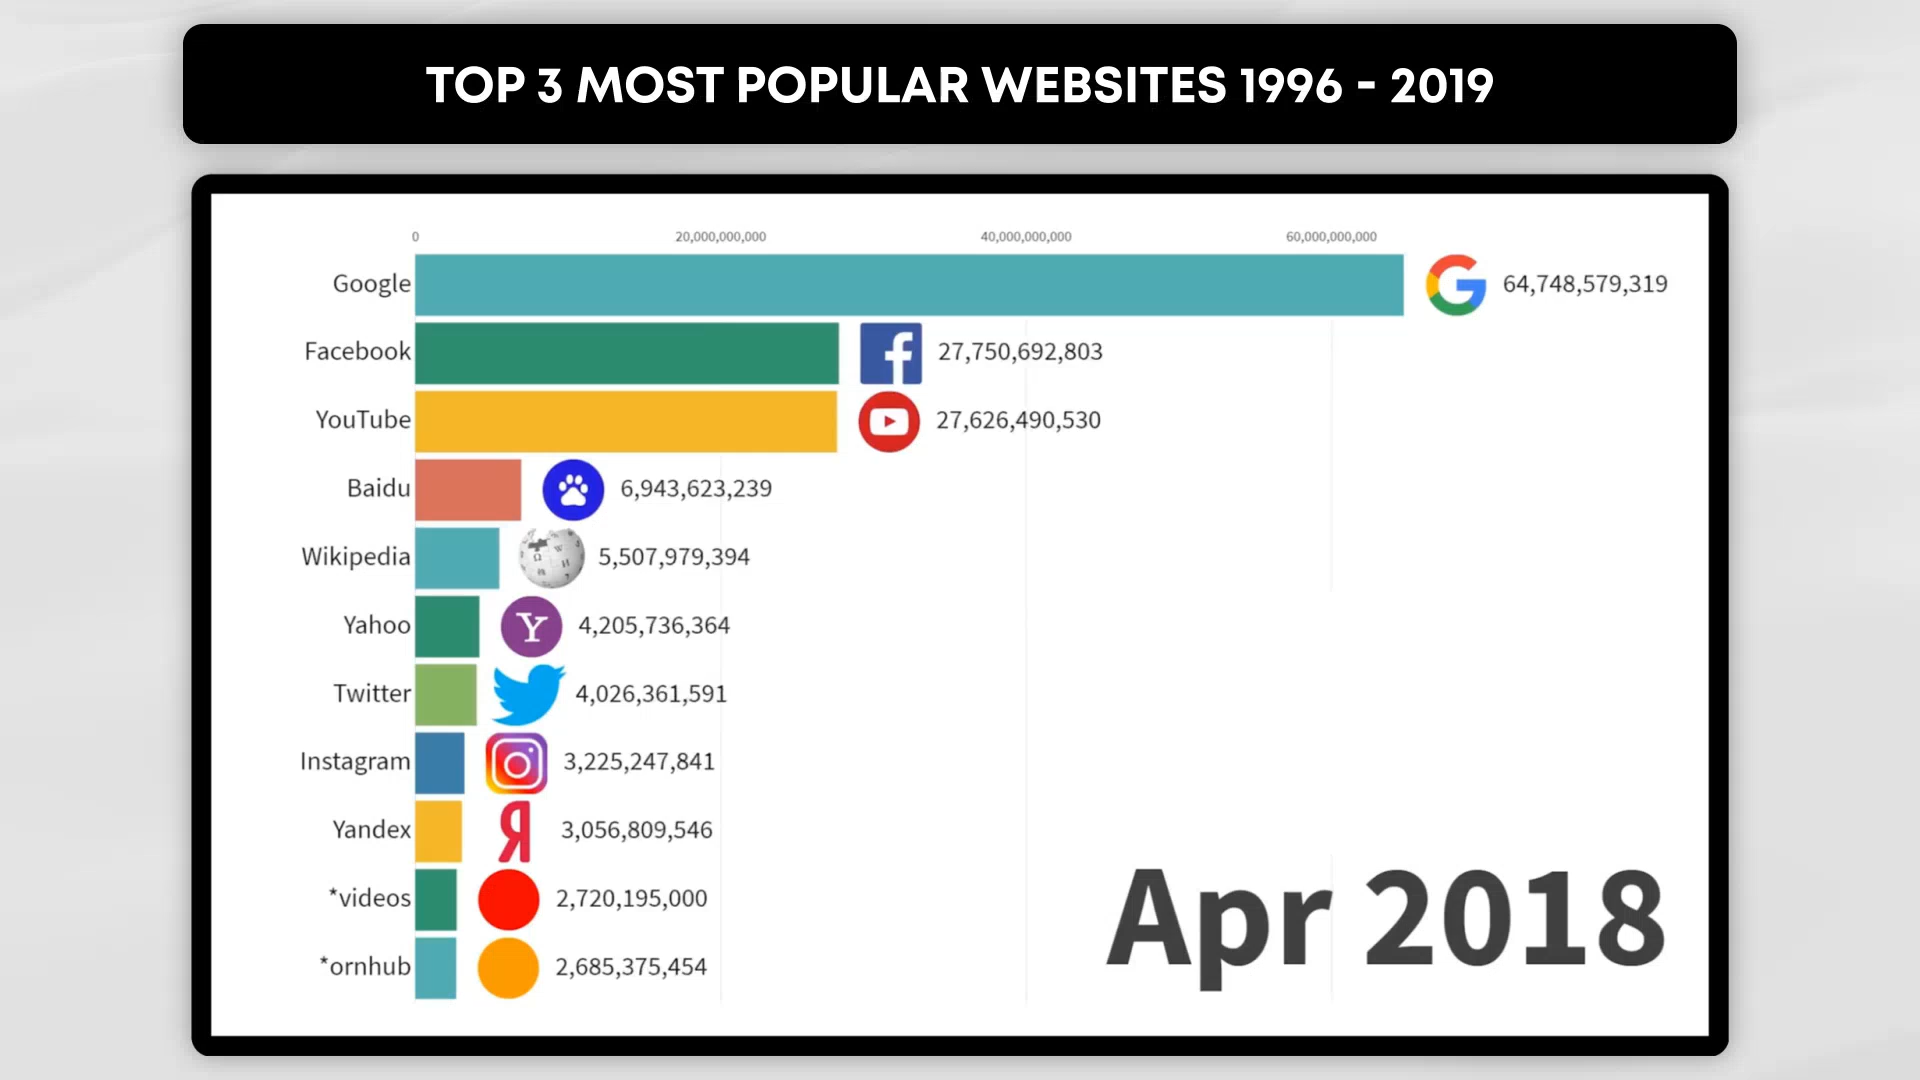 TOP 3 MOST POPULAR WEBSITES 1996 - 2019
0 20,000,000,000 40,000,000,000 60,000,000,000
Google 64,748,579,319
Facebook 27,750,692,803
YouTube 27,626,490,530
Baidu 6,943,623,239
Wikipedia 5,507,979,394
Yahoo Y 4,205,736,364
Twitter 4,026,361,591
Instagram 3,225,247,841
Yandex Я 3,056,809,546
*videos 2,720,195,000
*ornhub 2,685,375,454
Apr 2018